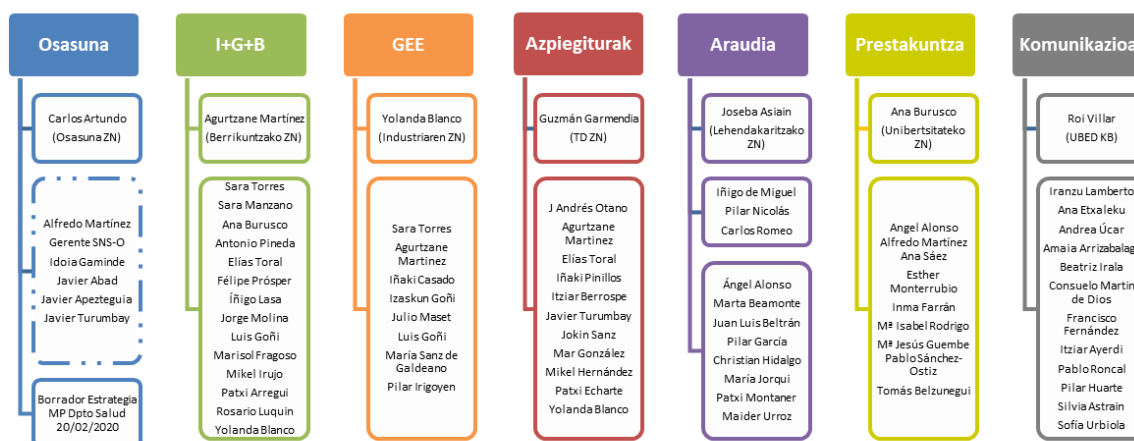 Osasuna
Carlos Artundo
(Osasuna ZN)
Alfredo Martínez
Gerente SNS-O
Idoia Gaminde
Javier Abad
Javier Apezteguia
Javier Turumbay
Borrador Estrategia
MP Dpto Salud
20/02/2020
I+G+B
Agurtzane Martínez
(Berrikuntzako ZN)
Sara Torres
Sara Manzano
Ana Burusco
Antonio Pineda
Elías Toral
Félipe Prósper
Íñigo Lasa
Jorge Molina
Luis Goñi
Marisol Fragoso
Mikel Irujo
Patxi Arregui
Rosario Luquin
Yolanda Blanco
GEE
Yolanda Blanco
(Industriaren ZN)
Sara Torres
Agurtzane
Martinez
Iñaki Casado
Izaskun Goñi
Julio Maset
Luis Goñi
María Sanz de
Galdeano
Pilar Irigoyen
Azpiegiturak
Guzmán Garmendia
(TD ZN)
J Andrés Otano
Agurtzane
Martinez
Elías Toral
Iñaki Pinillos
Itziar Berrospe
Javier Turumbay
Jokin Sanz
Mar González
Mikel Hernández
Patxi Echarte
Yolanda Blanco
Araudia
Joseba Asiain
(Lehendakaritzako
ZN)
Iñigo de Miguel
Pilar Nicolás
Carlos Romeo
Ángel Alonso
Marta Beamonte
Juan Luis Beltrán
Pilar García
Christian Hidalgo
María Jorqui
Patxi Montaner
Maider Urroz
Prestakuntza
Ana Burusco
(Unibertsitateko
ZN)
Angel Alonso
Alfredo Martínez
Ana Sáez
Esther
Monterrubio
Inma Farrán
Mª Isabel Rodrigo
Mª Jesús Guembe
Pablo Sánchez-
Ostiz
Tomás Belzunegui
Komunikazioa
Roi Villar
(UBED KB)
Iranzu Lamberto
Ana Etxaleku
Andrea Úcar
Amaia Arrizabalag
Beatriz Irala
Consuelo Martin
de Dios
Francisco
Fernández
Itziar Ayerdi
Pablo Roncal
Pilar Huarte
Silvia Astrain
Sofía Urbiola